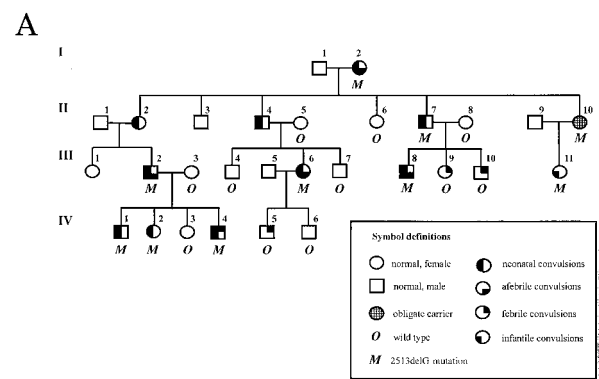 A
I
1 2
M
II
1 2 3 4 5 6 7 8 9 10
O O M O M
III
1 2 3 4 5 6 7 8 9 10 11
M O O M O M O O M
IV
1 2 3 4 5 6
M M O M O O
Symbol definitions
normal, female
neonatal convulsions
normal, male
afebrile convulsions
obligate carrier
febrile convulsions
O wild type
infantile convulsions
M 2513delG mutation